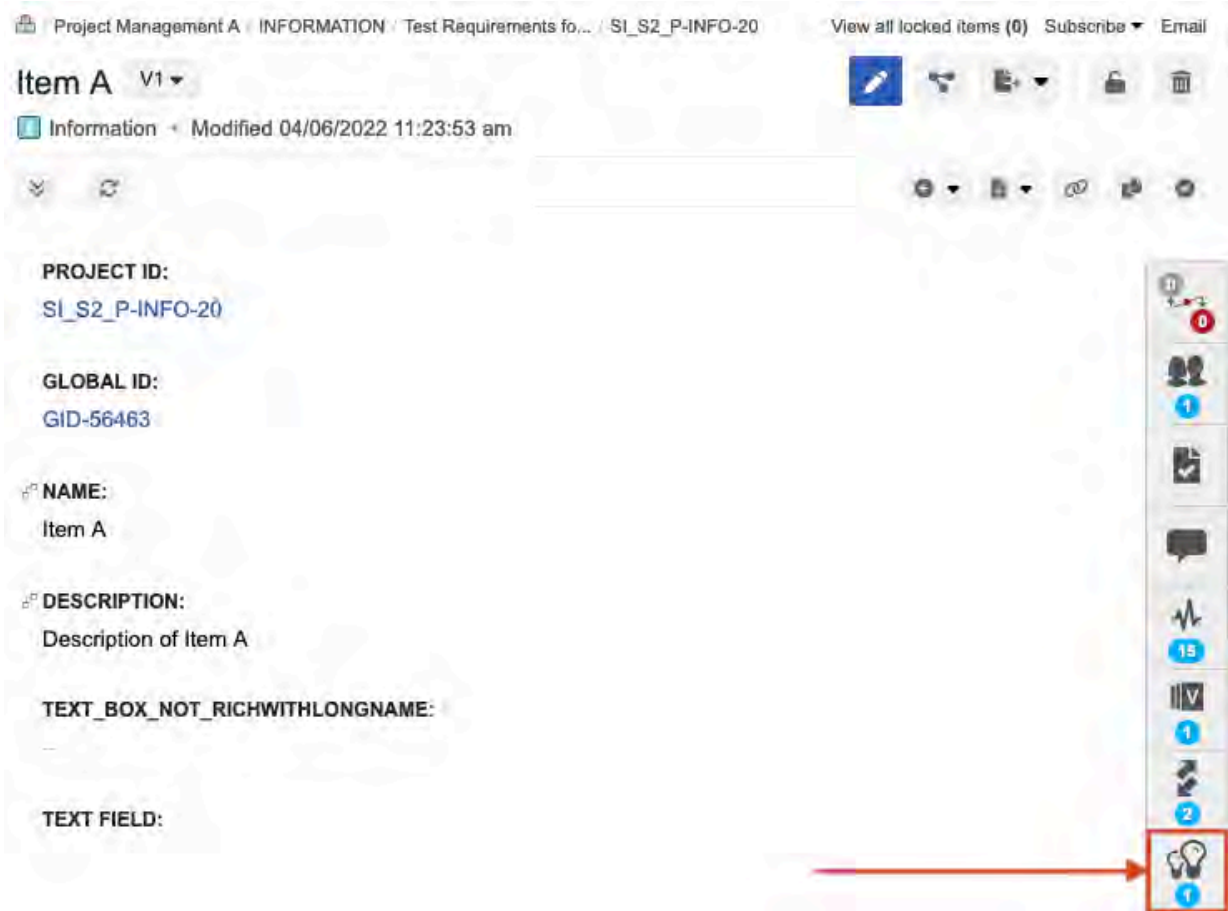 Project Management A / INFORMATION / Test Requirements fo... / SI_S2_P-INFO-20 View all locked items (0) Subscribe Email
Item A V1
Information • Modified 04/06/2022 11:23:53 am
PROJECT ID:
SI_S2_P-INFO-20
0
0
GLOBAL ID:
GID-56463
1
NAME:
Item A
DESCRIPTION:
Description of Item A
15
TEXT_BOX_NOT_RICHWITHLONGNAME:
--
V
1
2
TEXT FIELD:
1